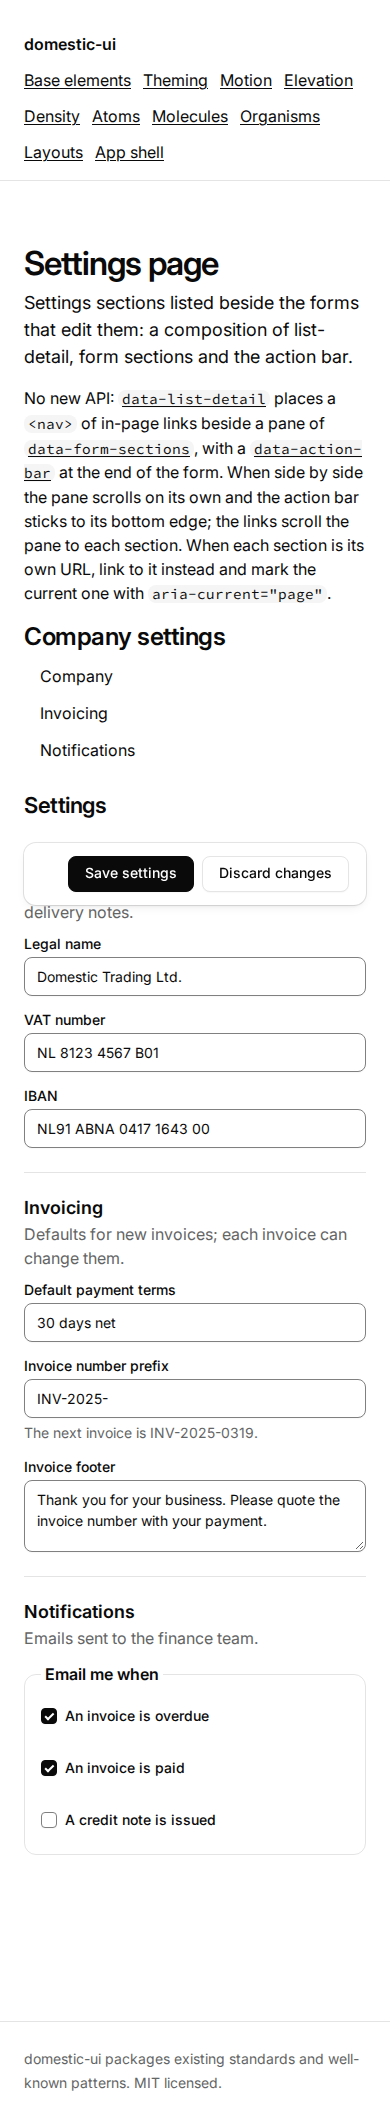 domestic-ui
Base elements Theming Motion Elevation
Density Atoms Molecules Organisms
Layouts App shell
Settings page
Settings sections listed beside the forms
that edit them: a composition of list-
detail, form sections and the action bar.
No new API: data-list-detail places a
<nav> of in-page links beside a pane of
data-form-sections, with a data-action-
bar at the end of the form. When side by side
the pane scrolls on its own and the action bar
sticks to its bottom edge; the links scroll the
pane to each section. When each section is its
own URL, link to it instead and mark the
current one with aria-current="page".
Company settings
Company
Invoicing
Notifications
Settings
Save settings Discard changes
delivery notes.
Legal name
Domestic Trading Ltd.
VAT number
NL 8123 4567 B01
IBAN
NL91 ABNA 0417 1643 00
Invoicing
Defaults for new invoices; each invoice can
change them.
Default payment terms
30 days net
Invoice number prefix
INV-2025-
The next invoice is INV-2025-0319.
Invoice footer
Thank you for your business. Please quote the
invoice number with your payment.
Notifications
Emails sent to the finance team.
Email me when
An invoice is overdue
An invoice is paid
A credit note is issued
domestic-ui packages existing standards and well-
known patterns. MIT licensed.